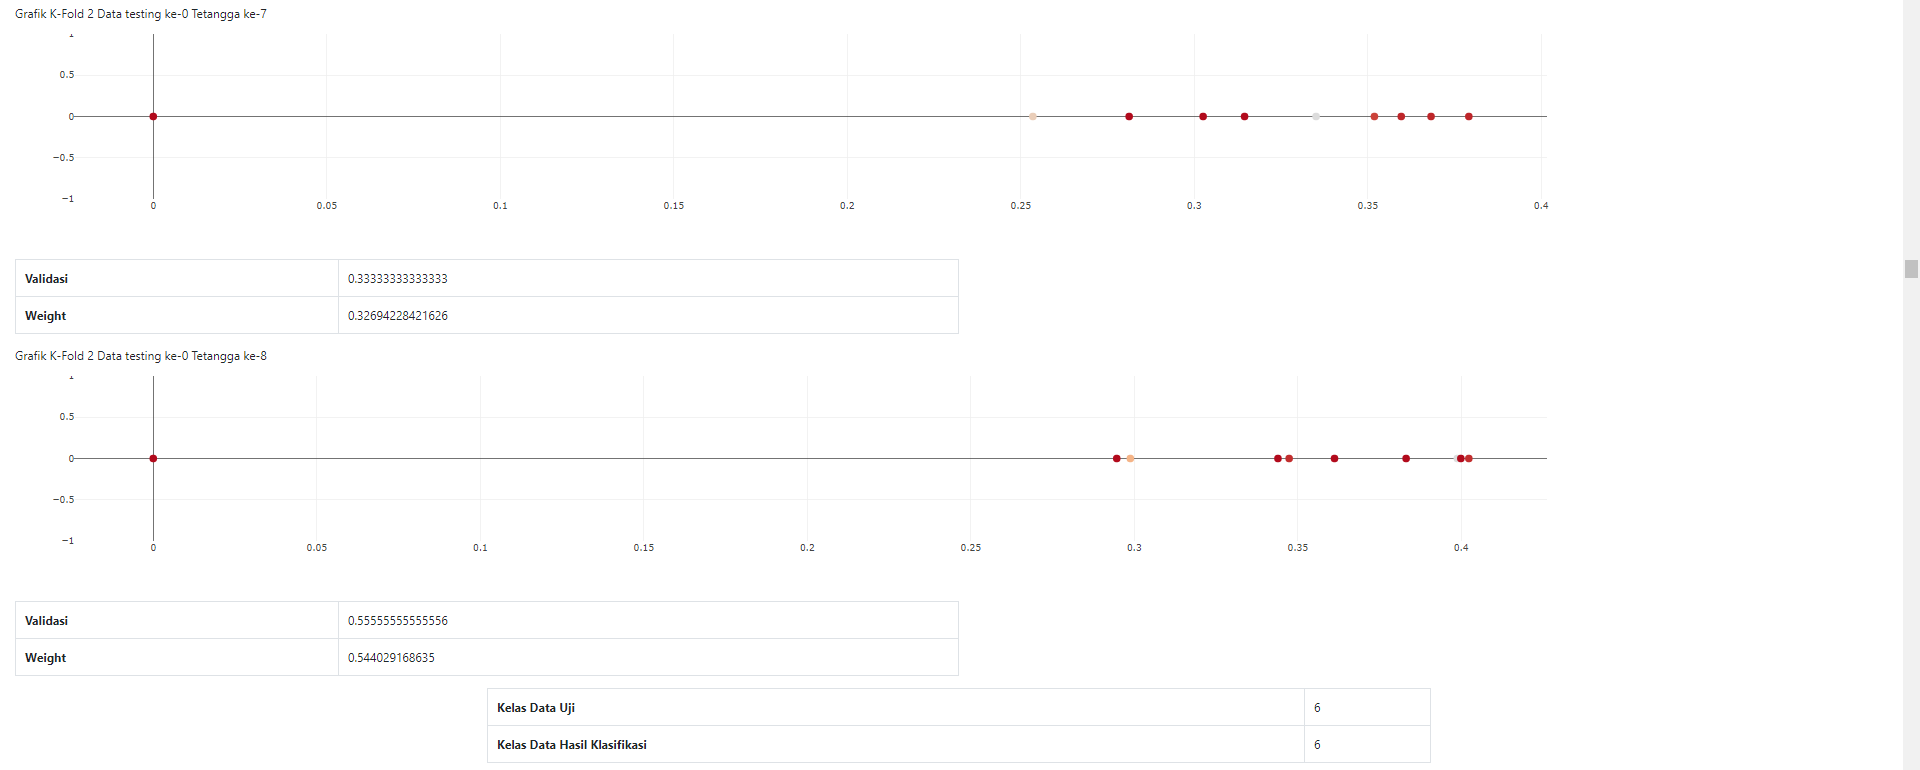 Grafik K-Fold 2 Data testing ke-0 Tetangga ke-7
1
0.5
0
−0.5
−1
0 0.05 0.1 0.15 0.2 0.25 0.3 0.35 0.4
Validasi 0.33333333333333
Weight 0.32694228421626
Grafik K-Fold 2 Data testing ke-0 Tetangga ke-8
1
0.5
0
−0.5
−1
0 0.05 0.1 0.15 0.2 0.25 0.3 0.35 0.4
Validasi 0.55555555555556
Weight 0.544029168635
Kelas Data Uji 6
Kelas Data Hasil Klasifikasi 6